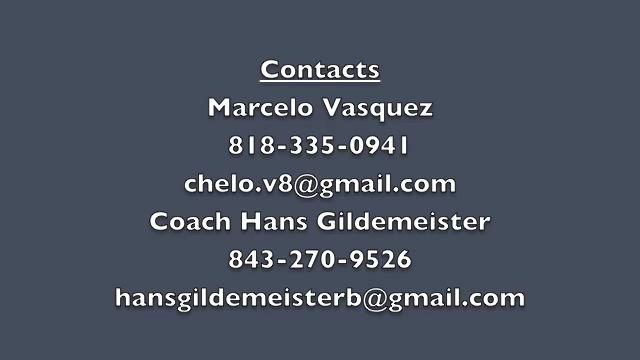 Contacts
Marcelo Vasquez
818-335-0941
chelo.v8@gmail.com
Coach Hans Gildemeister
843-270-9526
hansgildemeisterb@gmail.com